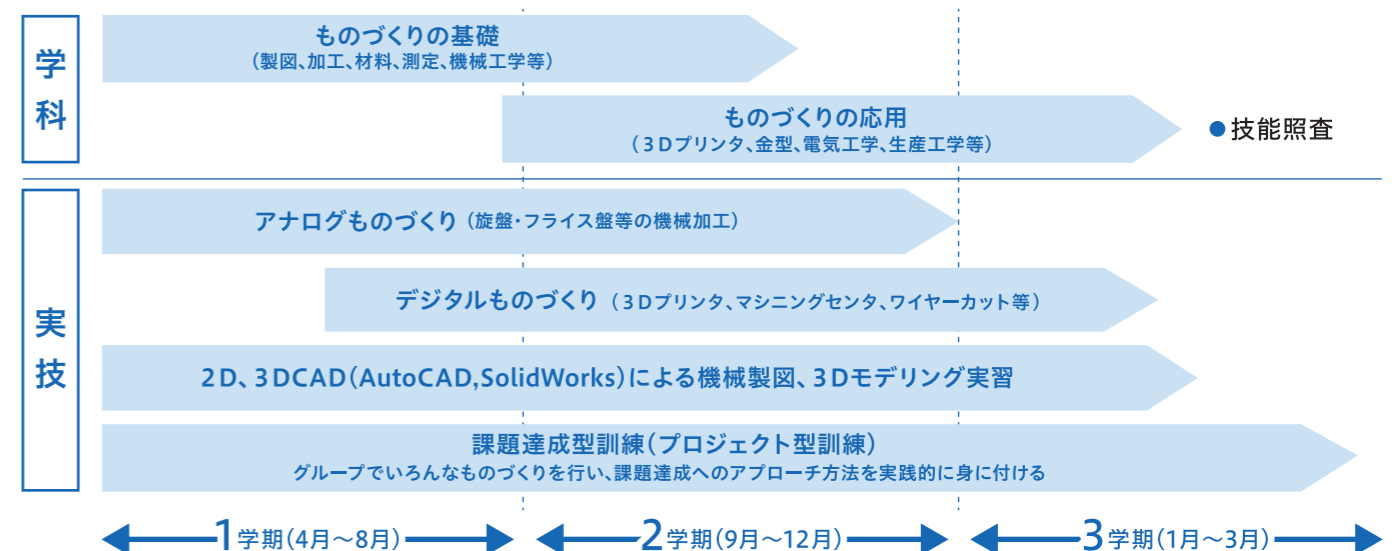 学科
ものづくりの基礎
（製図、加工、材料、測定、機械工学等）
ものづくりの応用
（３Ｄプリンタ、金型、電気工学、生産工学等）
●技能照査
実技
アナログものづくり（旋盤・フライス盤等の機械加工）
デジタルものづくり（３Ｄプリンタ、マシニングセンタ、ワイヤーカット等）
2D、3DCAD（AutoCAD,SolidWorks）による機械製図、3Dモデリング実習
課題達成型訓練（プロジェクト型訓練）
グループでいろんなものづくりを行い、課題達成へのアプローチ方法を実践的に身に付ける
1学期（4月～8月）
2学期（9月～12月）
3学期（1月～3月）